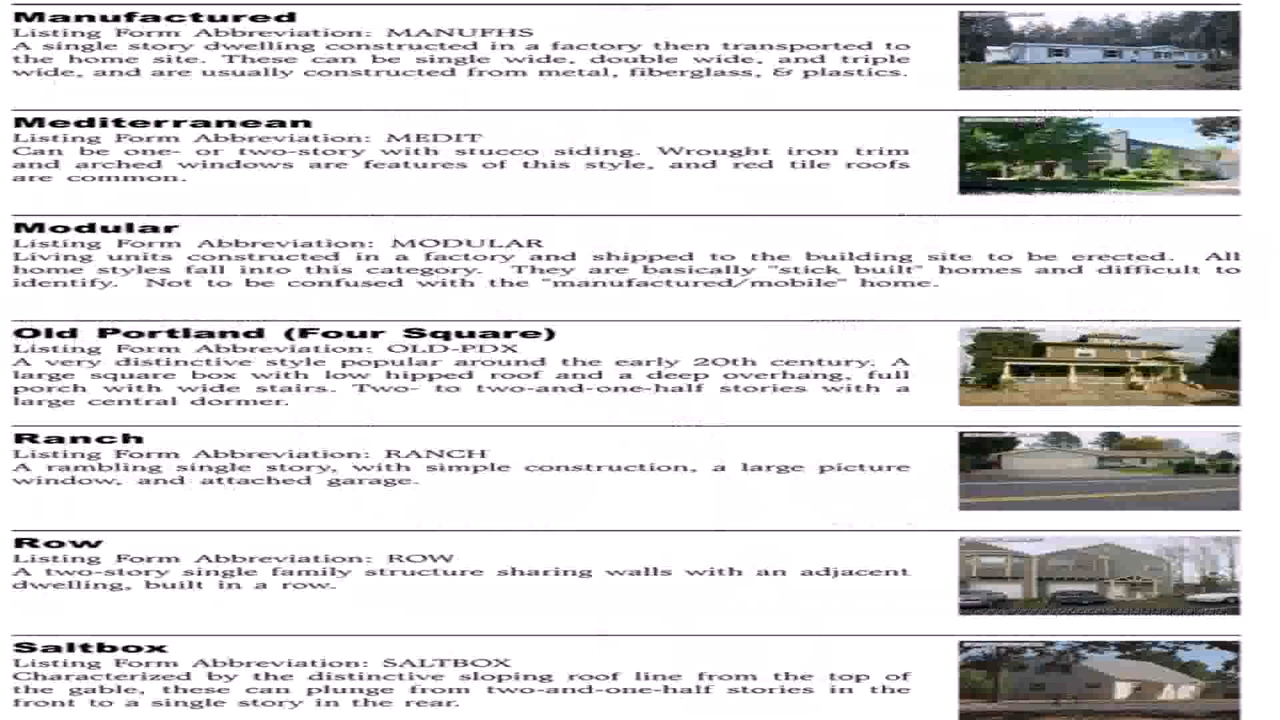 Manufactured
Listing Form Abbreviation: MANUFHS
A single story dwelling constructed in a factory then transported to
the home site. These can be single wide, double wide, and triple
wide, and are usually constructed from metal, fiberglass, & plastics.
Mediterranean
Listing Form Abbreviation: MEDIT
Can be one- or two-story with stucco siding. Wrought iron trim
and arched windows are features of this style, and red tile roofs
are common.
Modular
Listing Form Abbreviation: MODULAR
Living units constructed in a factory and shipped to the building site to be erected. All
home styles fall into this category. They are basically "stick built" homes and difficult to
identify. Not to be confused with the "manufactured/mobile" home.
Old Portland (Four Square)
Listing Form Abbreviation: OLD-PDX
A very distinctive style popular around the early 20th century. A
large square box with low hipped roof and a deep overhang, full
porch with wide stairs. Two- to two-and-one-half stories with a
large central dormer.
Ranch
Listing Form Abbreviation: RANCH
A rambling single story, with simple construction, a large picture
window, and attached garage.
Row
Listing Form Abbreviation: ROW
A two-story single family structure sharing walls with an adjacent
dwelling, built in a row.
Saltbox
Listing Form Abbreviation: SALTBOX
Characterized by the distinctive sloping roof line from the top of
the gable, these can plunge from two-and-one-half stories in the
front to a single story in the rear.